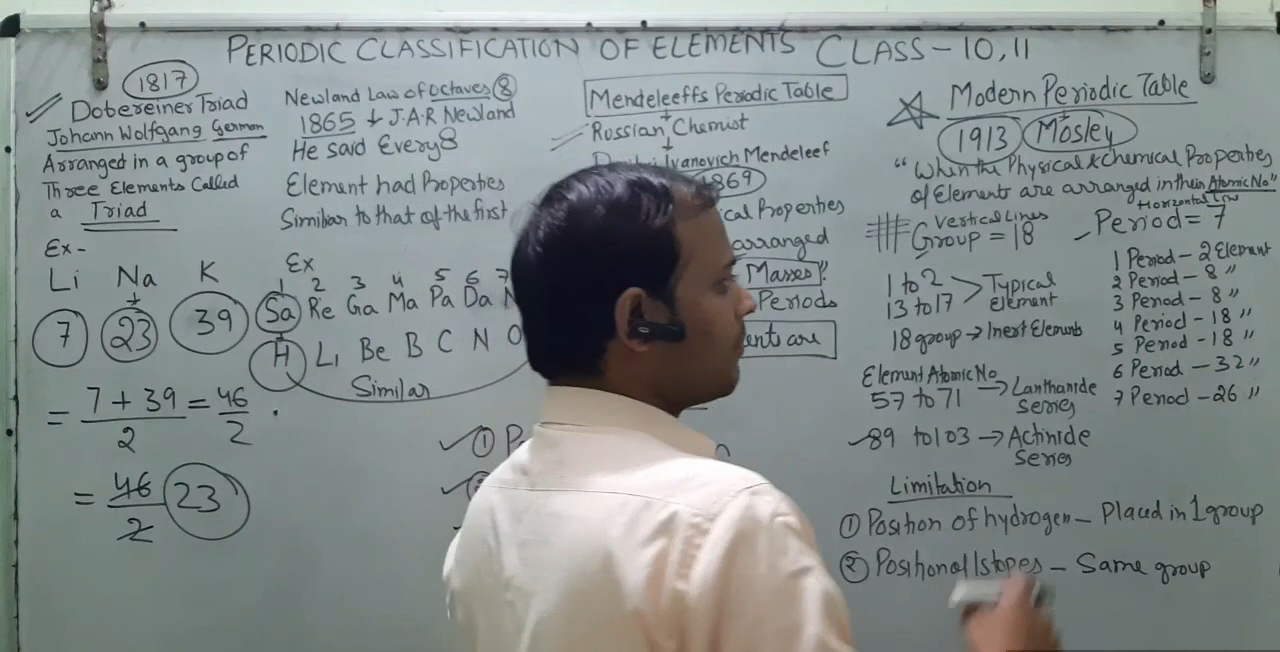 PERIODIC CLASSIFICATION OF ELEMENTS CLASS-10,11
1817
Dobereiner Triad
Johann Wolfgang German
Arranged in a group of
Three Elements Called
a Triad
Ex-
Li Na K
7 23 39
= 7 + 39 = 46
2 2
= 46 23
2
Newland Law of Octaves 8
1865 J.A.R Newland
He said Every 8
Element had Properties
Similar to that of the first
Ex
1 2 3 4 5 6 7
Sa Re Ga Ma Pa Da N
H Li Be B C N O
Similar
①
Mendeleeffs Periodic Table
Russian Chemist
Ivanovich Mendeleef
1869
Properties
arranged
Masses"
Periods
are
Modern Periodic Table
1913 Mosley
"When the Physical & Chemical Properties
of Element are arranged in their Atomic No"
Vertical Lines
Group = 18
1 to 2
13 to 17 > Typical Element
18 group → Inert Elements
Element Atomic No
57 to 71 → Lanthanide Series
89 to 103 → Actinide Series
Horizontal Line
Period = 7
1 Period - 2 Element
2 Period - 8 "
3 Period - 8 "
4 Period - 18 "
5 Period - 18 "
6 Period - 32 "
7 Period - 26 "
Limitation
① Position of hydrogen - Placed in 1 group
② Position of Istopes - Same group